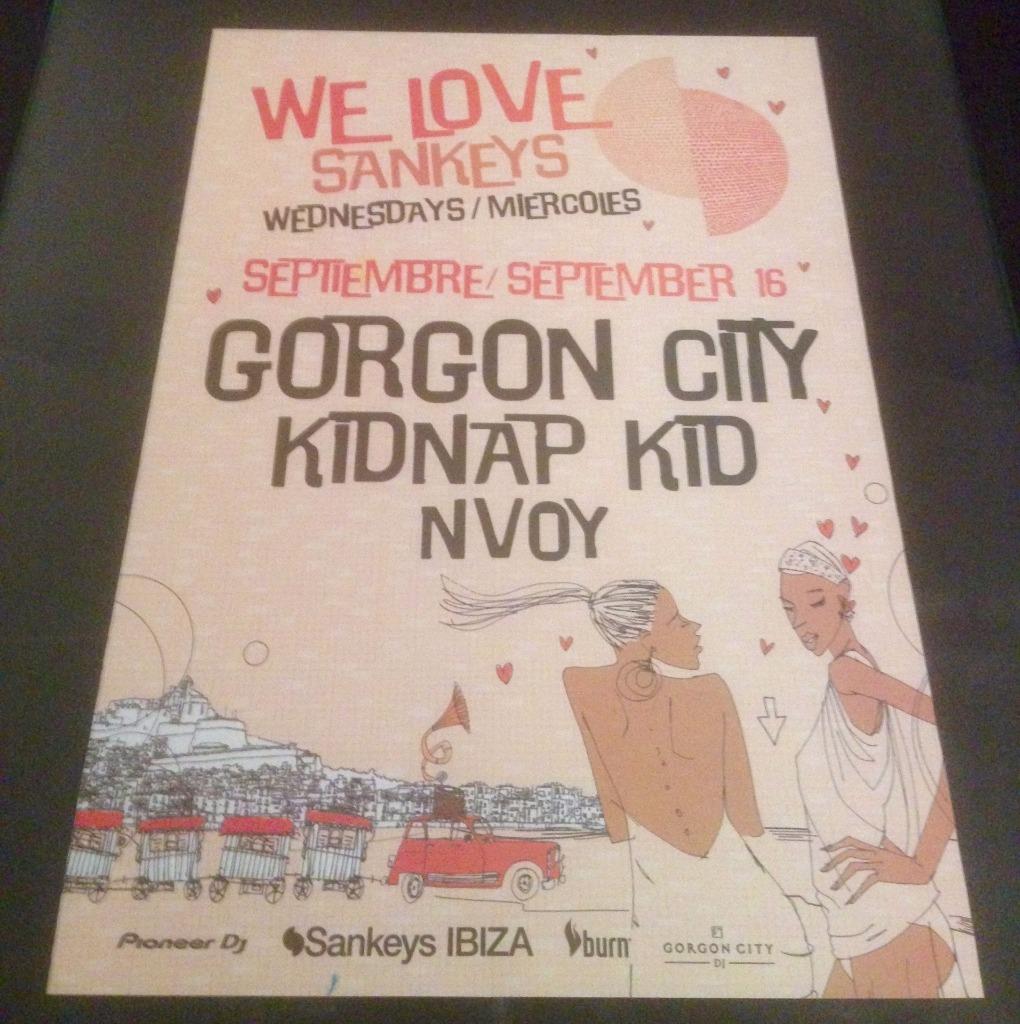 WE LOVE
SANKEYS
WEDNESDAYS / MIERCOLES
SEPTIEMBRE/ SEPTEMBER 16
GORGON CITY
KIDNAP KID
NVOY
Pioneer Dj
Sankeys IBIZA
burn
GORGON CITY
DJ